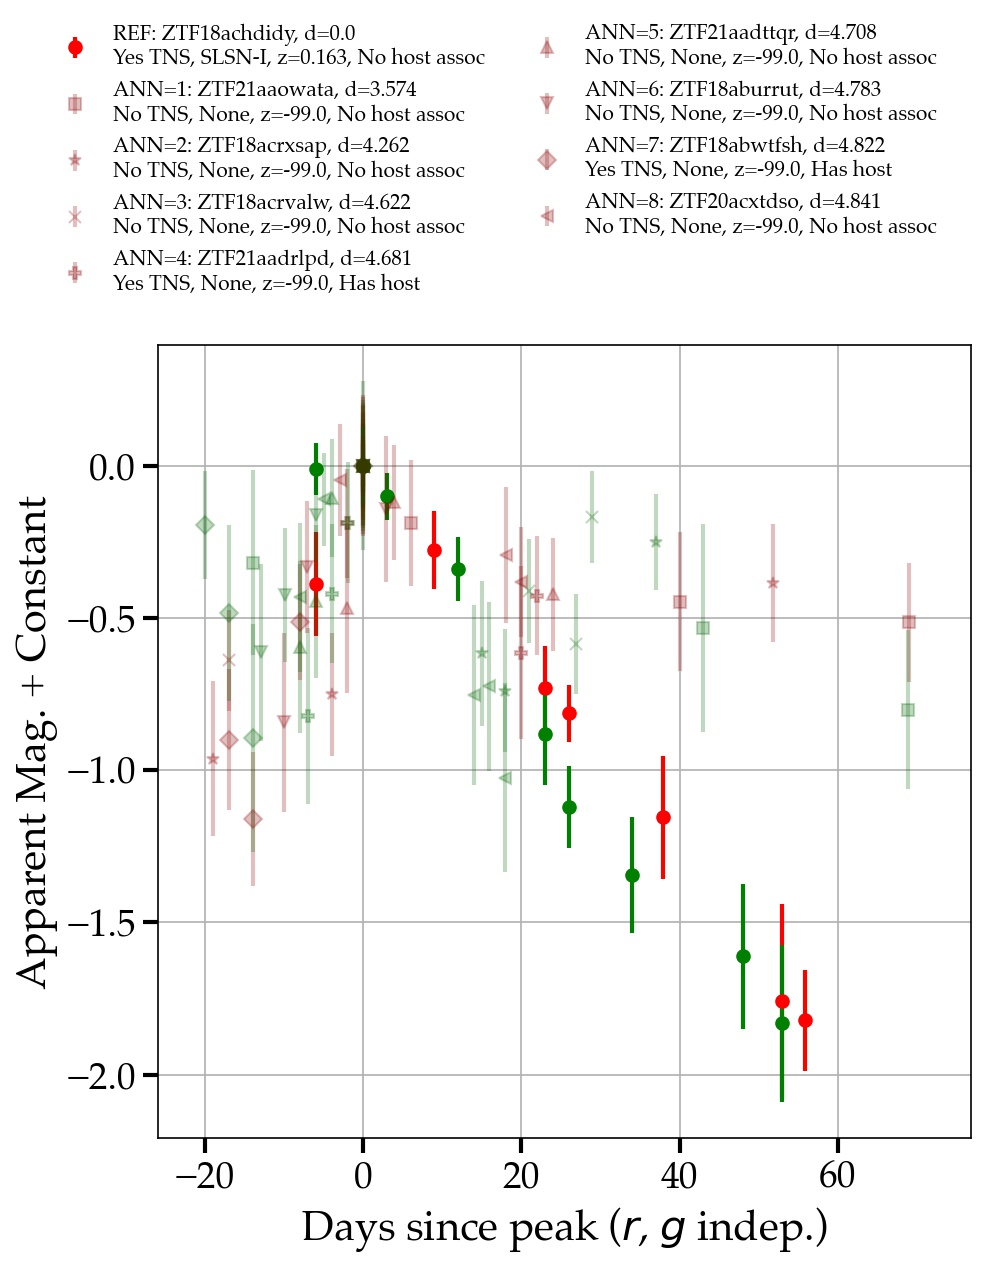 REF: ZTF18achdidy, d=0.0
Yes TNS, SLSN-I, z=0.163, No host assoc
ANN=1: ZTF21aaowata, d=3.574
No TNS, None, z=-99.0, No host assoc
ANN=2: ZTF18acrxsap, d=4.262
No TNS, None, z=-99.0, No host assoc
ANN=3: ZTF18acrvalw, d=4.622
No TNS, None, z=-99.0, No host assoc
ANN=4: ZTF21aadrlpd, d=4.681
Yes TNS, None, z=-99.0, Has host
ANN=5: ZTF21aadttqr, d=4.708
No TNS, None, z=-99.0, No host assoc
ANN=6: ZTF18aburrut, d=4.783
No TNS, None, z=-99.0, No host assoc
ANN=7: ZTF18abwtfsh, d=4.822
Yes TNS, None, z=-99.0, Has host
ANN=8: ZTF20acxtdso, d=4.841
No TNS, None, z=-99.0, No host assoc
Apparent Mag. + Constant
0.0
−0.5
−1.0
−1.5
−2.0
−20 0 20 40 60
Days since peak (r, g indep.)